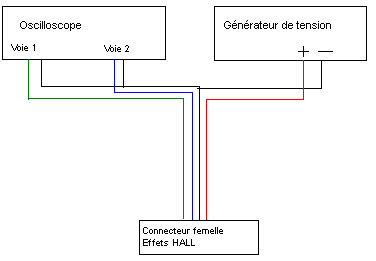 Oscilloscope
Générateur de tension
Voie 1
Voie 2
+ —
Connecteur femelle
Effets HALL